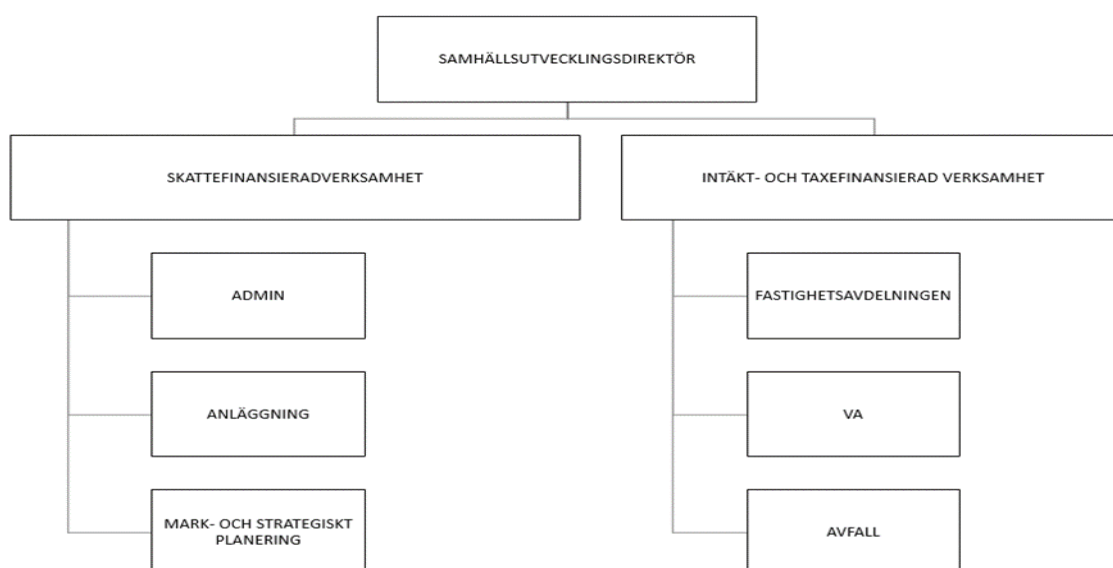 SAMHÄLLSUTVECKLINGSDIREKTÖR
SKATTEFINANSIERADVERKSAMHET
INTÄKT- OCH TAXEFINANSIERAD VERKSAMHET
ADMIN
ANLÄGGNING
MARK- OCH STRATEGISKT
PLANERING
FASTIGHETSAVDELNINGEN
VA
AVFALL